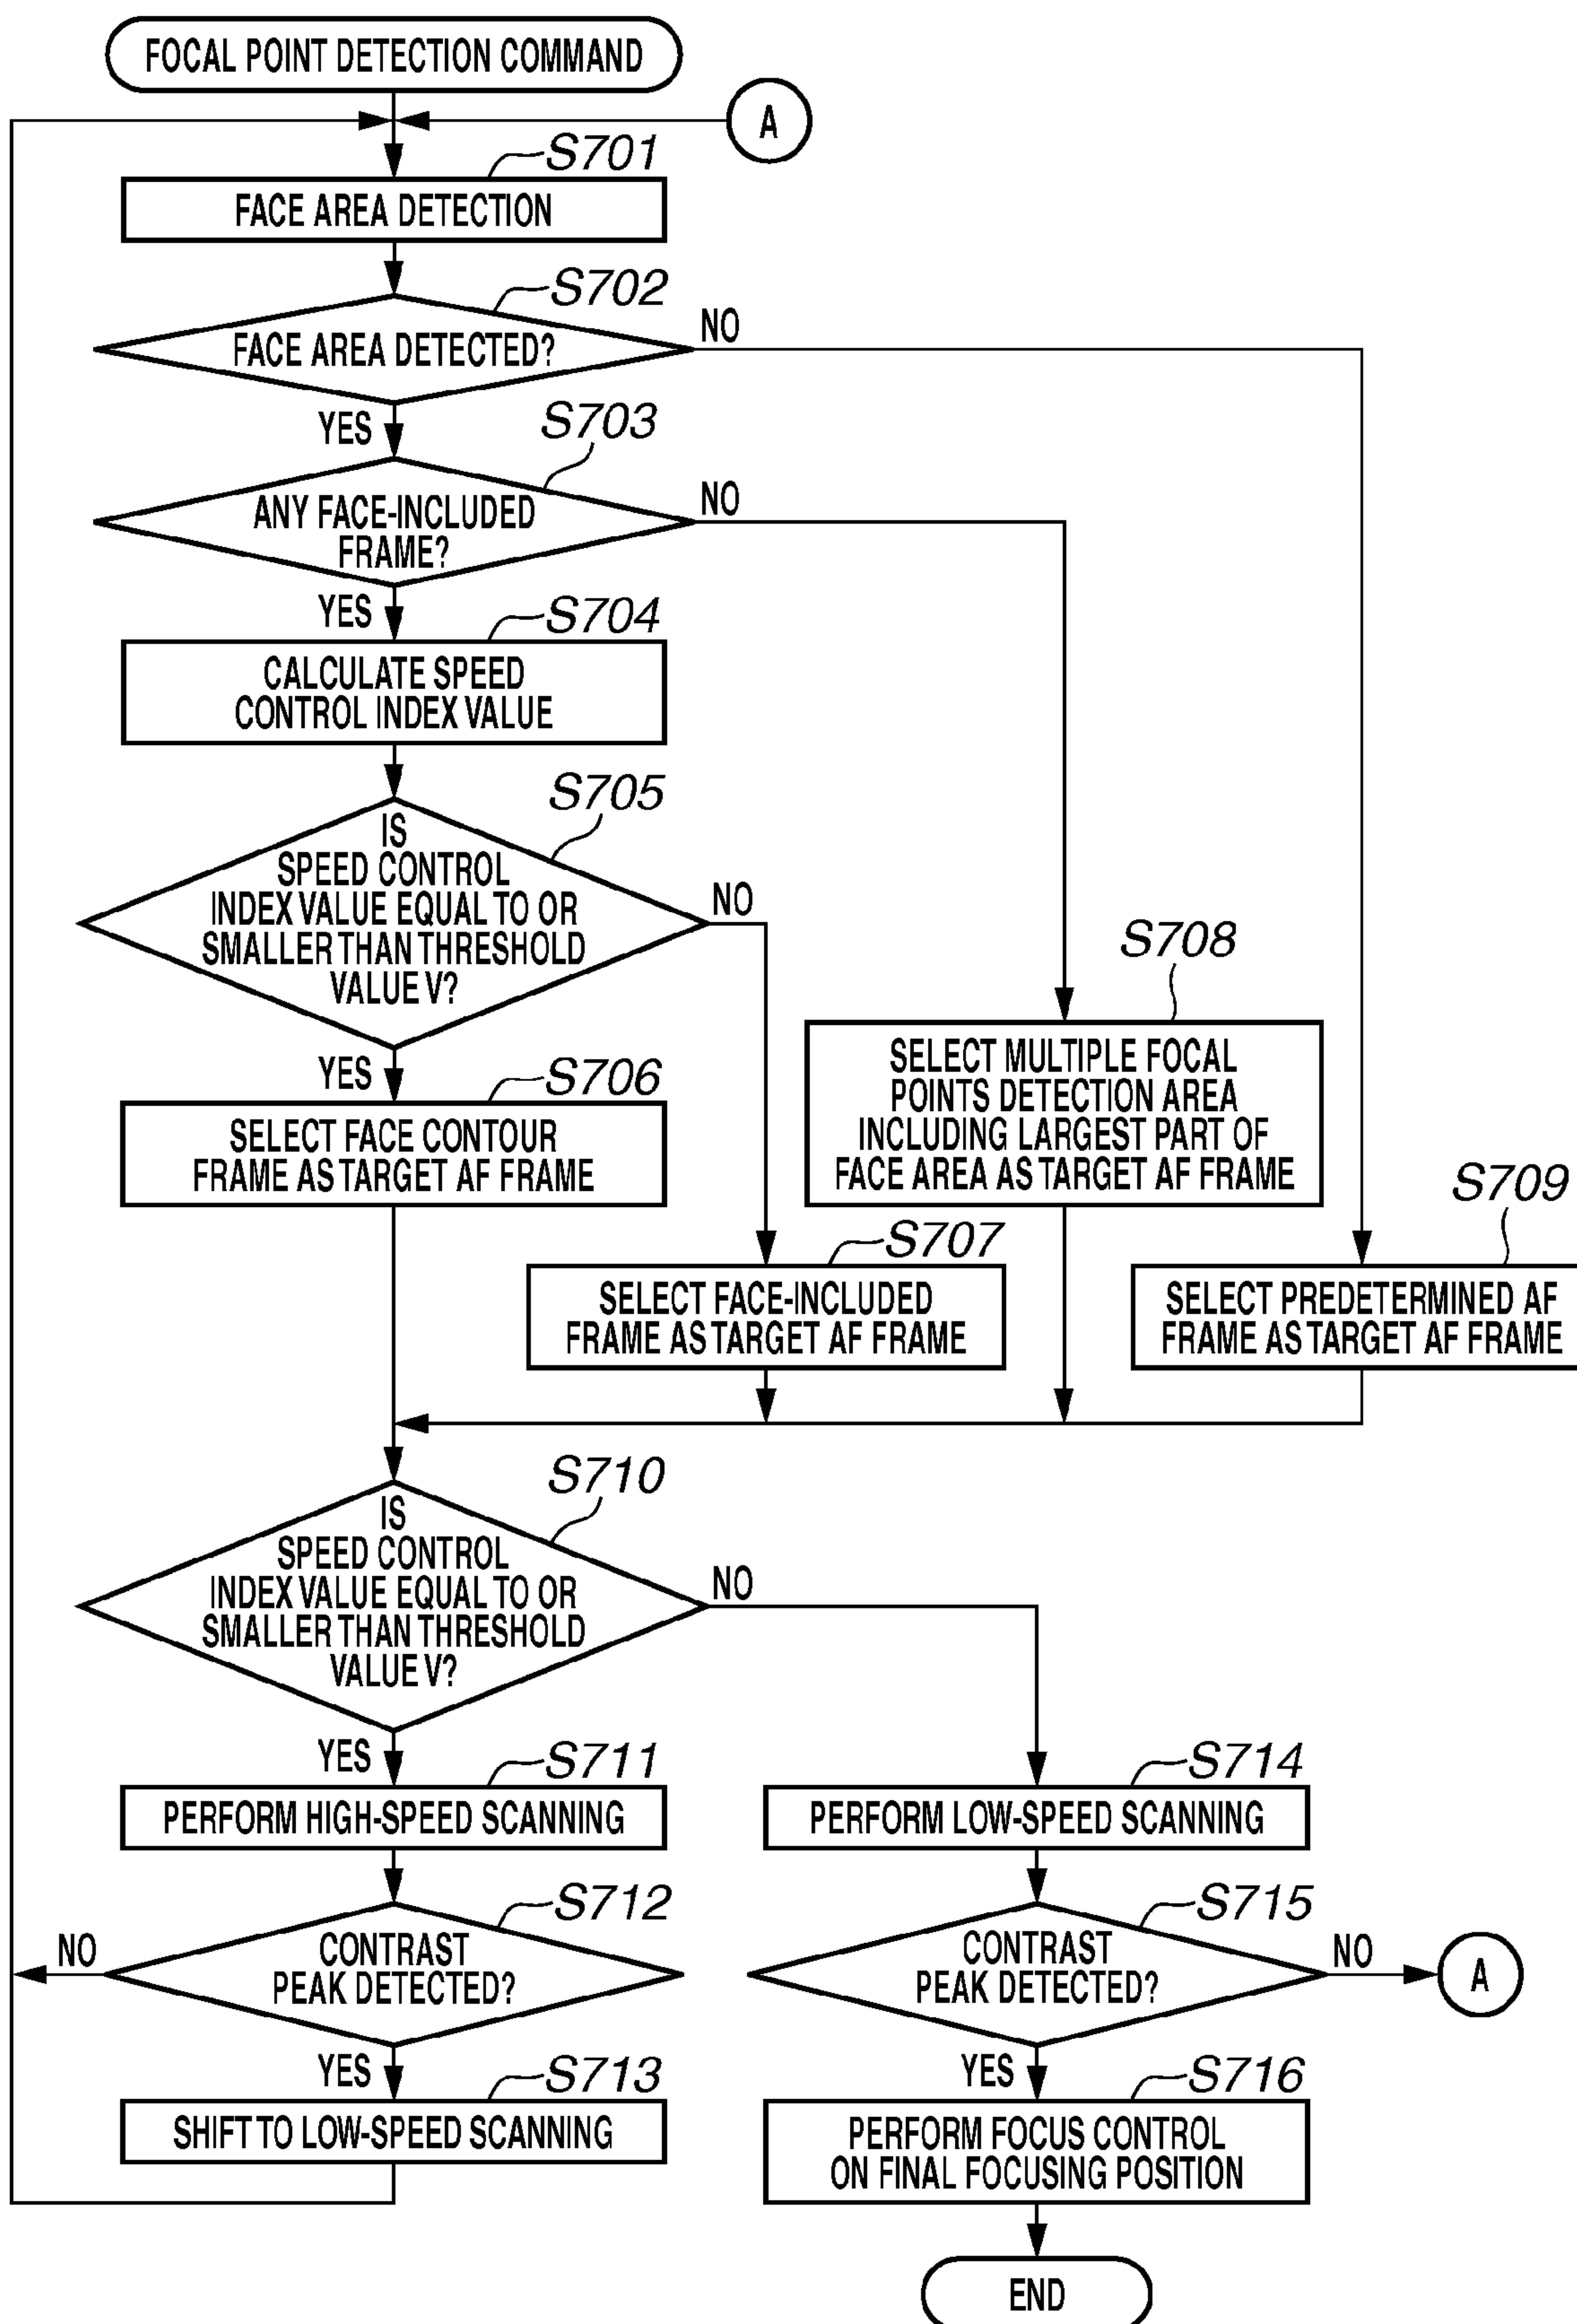 FOCAL POINT DETECTION COMMAND
A
S701
FACE AREA DETECTION
S702
FACE AREA DETECTED?
NO
YES
S703
ANY FACE-INCLUDED
FRAME?
NO
YES
S704
CALCULATE SPEED
CONTROL INDEX VALUE
S705
IS
SPEED CONTROL
INDEX VALUE EQUAL TO OR
SMALLER THAN THRESHOLD
VALUE V?
NO
YES
S706
SELECT FACE CONTOUR
FRAME AS TARGET AF FRAME
S708
SELECT MULTIPLE FOCAL
POINTS DETECTION AREA
INCLUDING LARGEST PART OF
FACE AREA AS TARGET AF FRAME
S707
SELECT FACE-INCLUDED
FRAME AS TARGET AF FRAME
S709
SELECT PREDETERMINED AF
FRAME AS TARGET AF FRAME
S710
IS
SPEED CONTROL
INDEX VALUE EQUAL TO OR
SMALLER THAN THRESHOLD
VALUE V?
NO
YES
S711
PERFORM HIGH-SPEED SCANNING
S714
PERFORM LOW-SPEED SCANNING
S712
CONTRAST
PEAK DETECTED?
NO
YES
S715
CONTRAST
PEAK DETECTED?
NO
A
YES
S713
SHIFT TO LOW-SPEED SCANNING
S716
PERFORM FOCUS CONTROL
ON FINAL FOCUSING POSITION
END